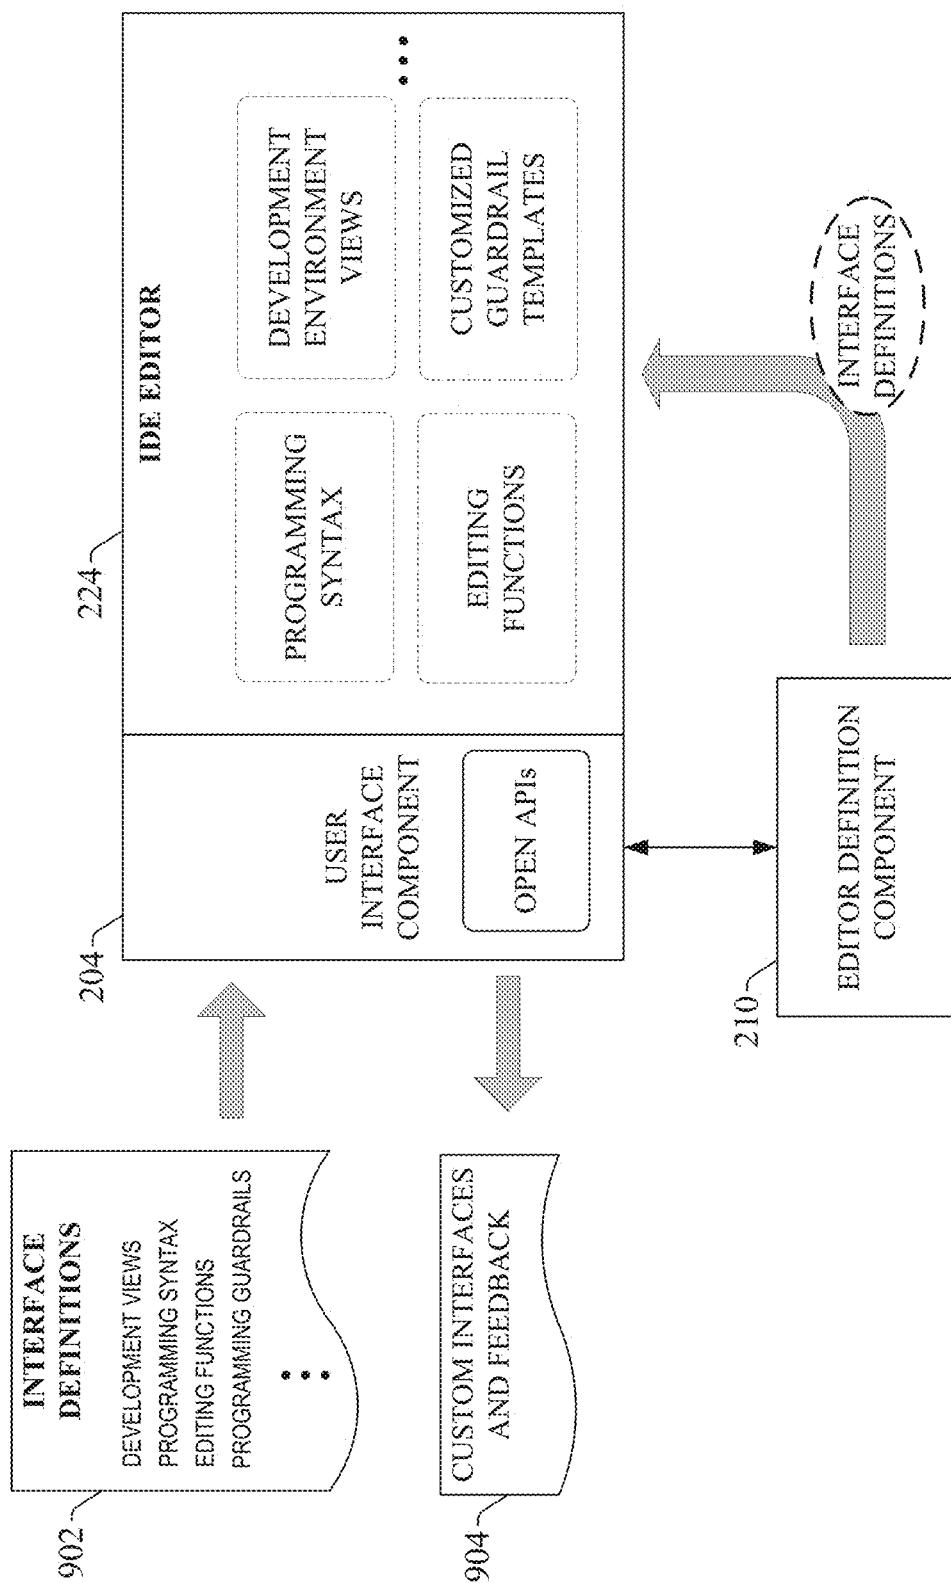 902
INTERFACE
DEFINITIONS
DEVELOPMENT VIEWS
PROGRAMMING SYNTAX
EDITING FUNCTIONS
PROGRAMMING GUARDRAILS
904
CUSTOM INTERFACES
AND FEEDBACK
204
USER
INTERFACE
COMPONENT
OPEN APIs
224
IDE EDITOR
PROGRAMMING
SYNTAX
DEVELOPMENT
ENVIRONMENT
VIEWS
EDITING
FUNCTIONS
CUSTOMIZED
GUARDRAIL
TEMPLATES
210
EDITOR DEFINITION
COMPONENT
INTERFACE
DEFINITIONS